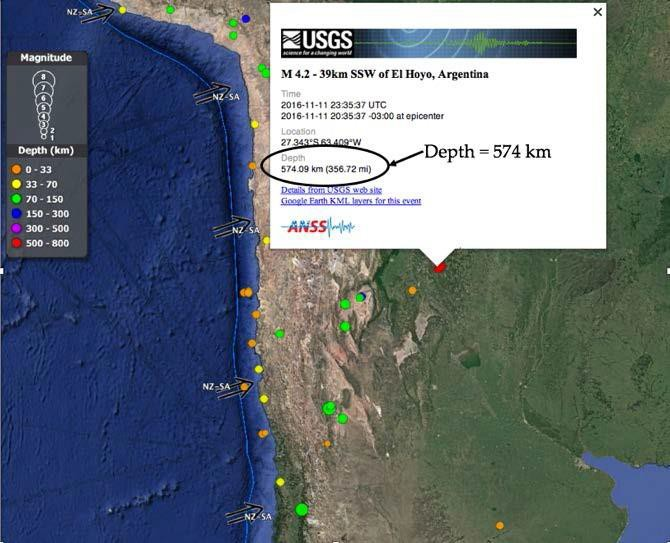 NZ-SA
USGS
science for a changing world
M 4.2 - 39km SSW of El Hoyo, Argentina
Time
2016-11-11 23:35:37 UTC
2016-11-11 20:35:37 -03:00 at epicenter
Location
27.343°S 63.409°W
Depth
574.09 km (356.72 mi)
Details from USGS web site
Google Earth KML layers for this event
ANSS
Depth = 574 km
Magnitude
8
7
6
5
4
3
2
1
Depth (km)
0 - 33
33 - 70
70 - 150
150 - 300
300 - 500
500 - 800
NZ-SA
NZ-SA
NZ-SA
NZ-SA